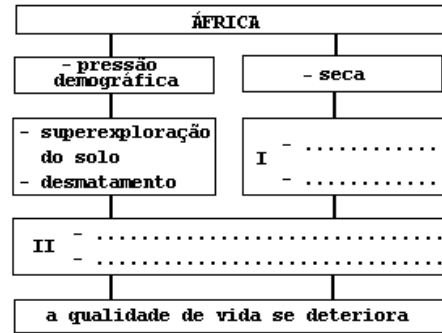 ÁFRICA
- pressão
demográfica
- seca
- superexploração
do solo
- desmatamento
I
- ............
- ............
II
- ................................
- ................................
a qualidade de vida se deteriora